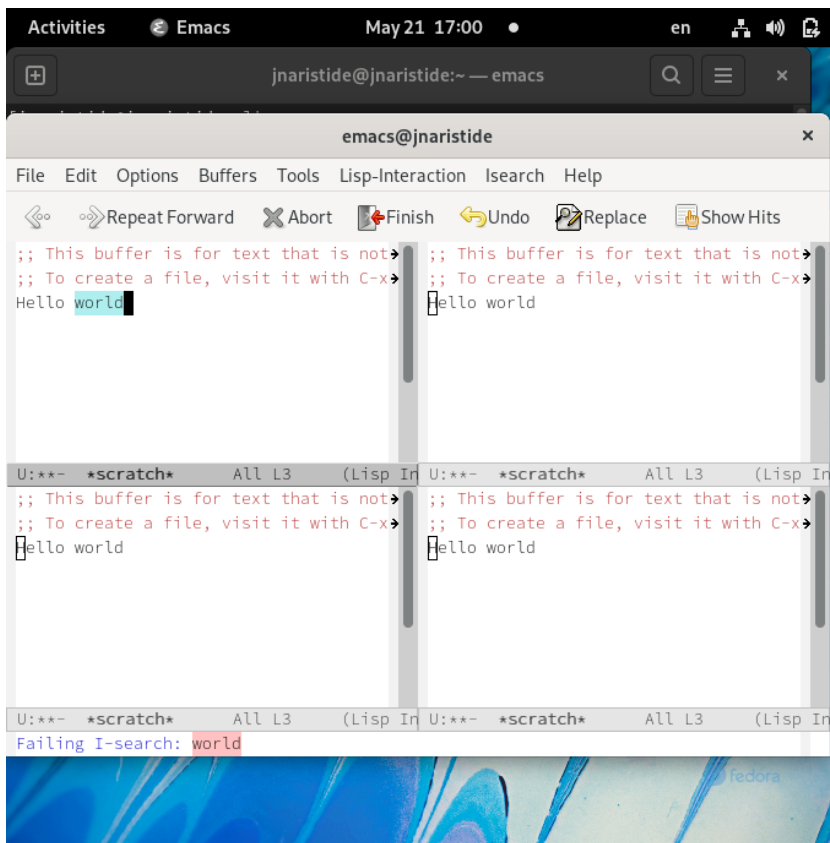 Activities Emacs May 21 17:00 en
jnaristide@jnaristide:~ — emacs
emacs@jnaristide
File Edit Options Buffers Tools Lisp-Interaction Isearch Help
Repeat Forward Abort Finish Undo Replace Show Hits
;; This buffer is for text that is not
;; To create a file, visit it with C-x
Hello world
U:**- *scratch* All L3 (Lisp In
;; This buffer is for text that is not
;; To create a file, visit it with C-x
Hello world
U:**- *scratch* All L3 (Lisp In
;; This buffer is for text that is not
;; To create a file, visit it with C-x
Hello world
U:**- *scratch* All L3 (Lisp In
;; This buffer is for text that is not
;; To create a file, visit it with C-x
Hello world
U:**- *scratch* All L3 (Lisp In
Failing I-search: world
fedora